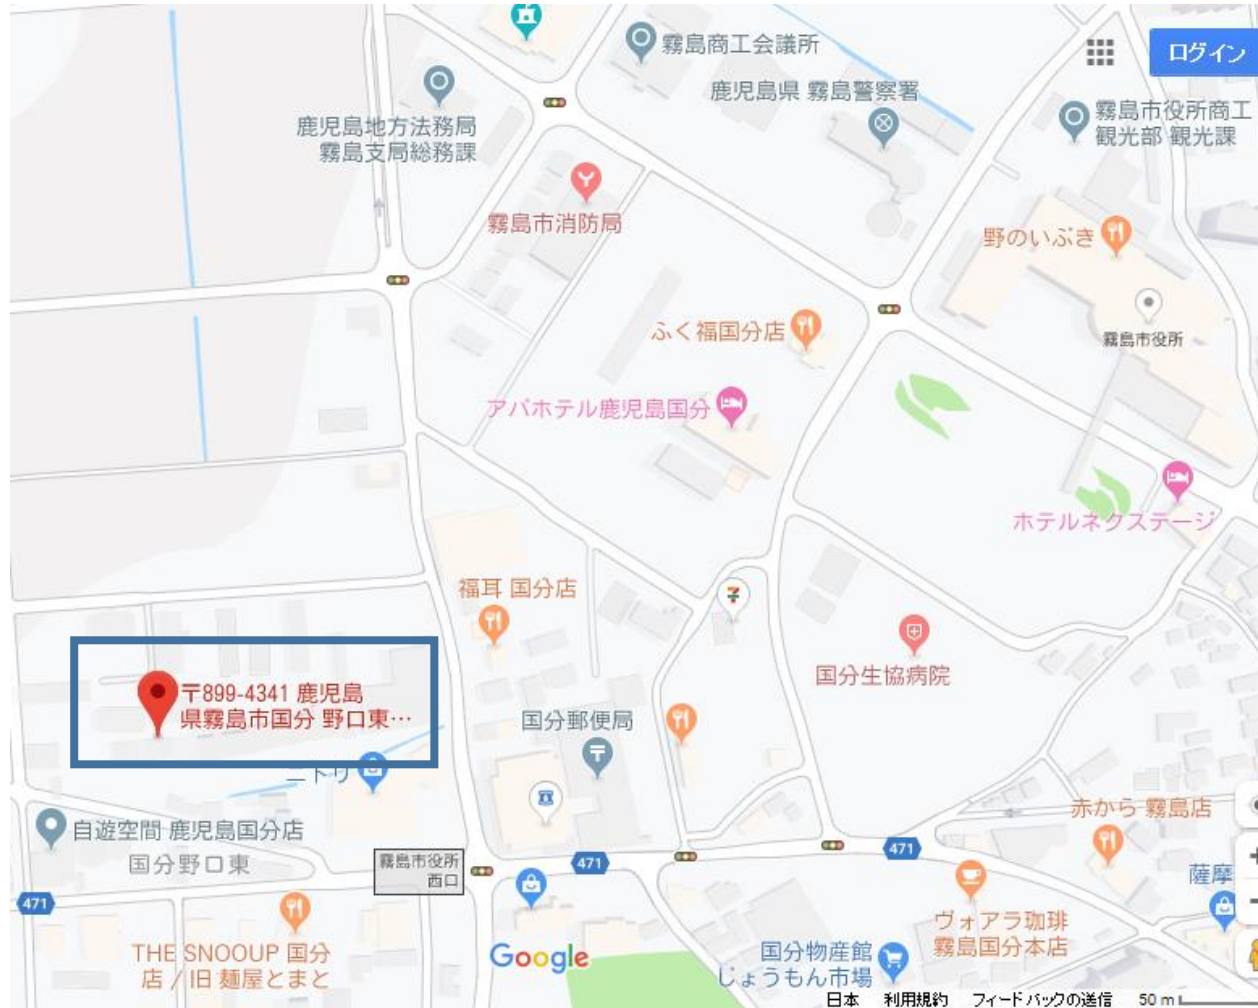 霧島商工会議所
ログイン
鹿児島県 霧島警察署
霧島市役所商工
観光部 観光課
鹿児島地方法務局
霧島支局総務課
霧島市消防局
野のいぶき
ふく福国分店
霧島市役所
アパホテル鹿児島国分
ホテルネクステージ
福耳 国分店
国分生協病院
〒899-4341 鹿児島
県霧島市国分 野口東…
国分郵便局
ニトリ
自遊空間 鹿児島国分店
国分野口東
赤から 霧島店
霧島市役所
西口
471
471
471
薩摩
THE SNOOUP 国分
店 / 旧 麺屋とまと
Google
国分物産館
じょうもん市場
ヴォアラ珈琲
霧島国分本店
日本 利用規約 フィードバックの送信 50 m